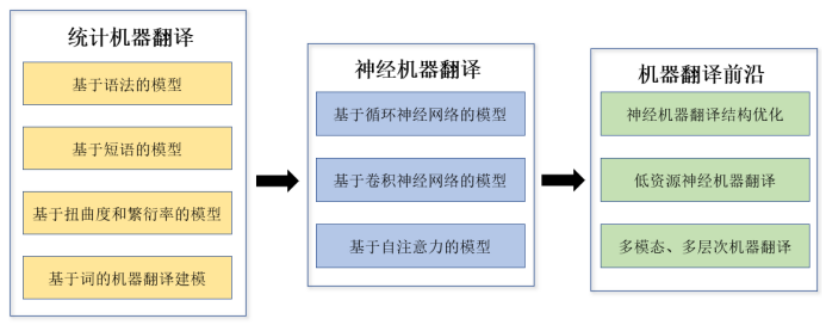 统计机器翻译
基于语法的模型
基于短语的模型
基于扭曲度和繁衍率的模型
基于词的机器翻译建模
神经机器翻译
基于循环神经网络的模型
基于卷积神经网络的模型
基于自注意力的模型
机器翻译前沿
神经机器翻译结构优化
低资源神经机器翻译
多模态、多层次机器翻译